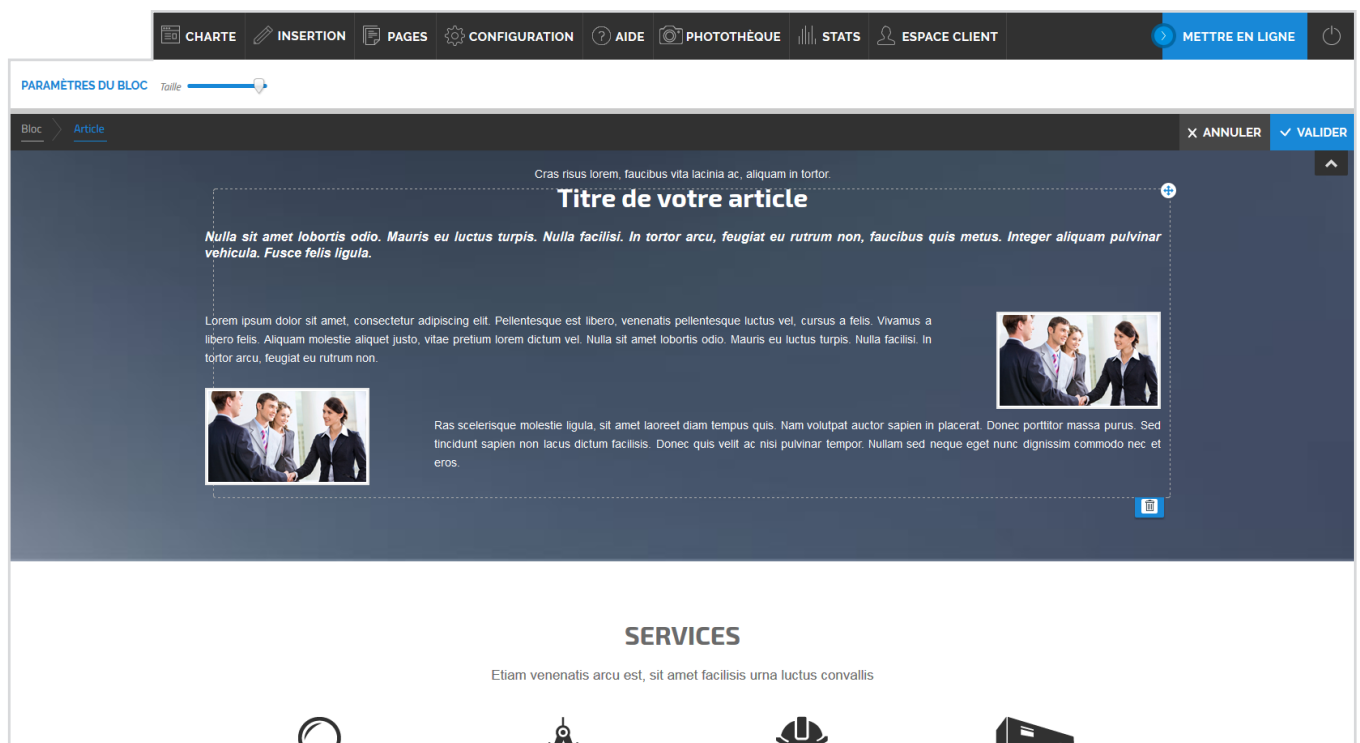 CHARTE INSERTION PAGES CONFIGURATION ? AIDE PHOTOTHÈQUE STATS ESPACE CLIENT METTRE EN LIGNE
PARAMÈTRES DU BLOC Taille
Bloc Article X ANNULER VALIDER
Cras risus lorem, faucibus vita lacinia ac, aliquam in tortor.
Titre de votre article
Nulla sit amet lobortis odio. Mauris eu luctus turpis. Nulla facilisi. In tortor arcu, feugiat eu rutrum non, faucibus quis metus. Integer aliquam pulvinar
vehicula. Fusce felis ligula.
Lorem ipsum dolor sit amet, consectetur adipiscing elit. Pellentesque est libero, venenatis pellentesque luctus vel, cursus a felis. Vivamus a
libero felis. Aliquam molestie aliquet justo, vitae pretium lorem dictum vel. Nulla sit amet lobortis odio. Mauris eu luctus turpis. Nulla facilisi. In
tortor arcu, feugiat eu rutrum non.
Ras scelerisque molestie ligula, sit amet laoreet diam tempus quis. Nam volutpat auctor sapien in placerat. Donec porttitor massa purus. Sed
tincidunt sapien non lacus dictum facilisis. Donec quis velit ac nisi pulvinar tempor. Nullam sed neque eget nunc dignissim commodo nec et
eros.
SERVICES
Etiam venenatis arcu est, sit amet facilisis urna luctus convallis